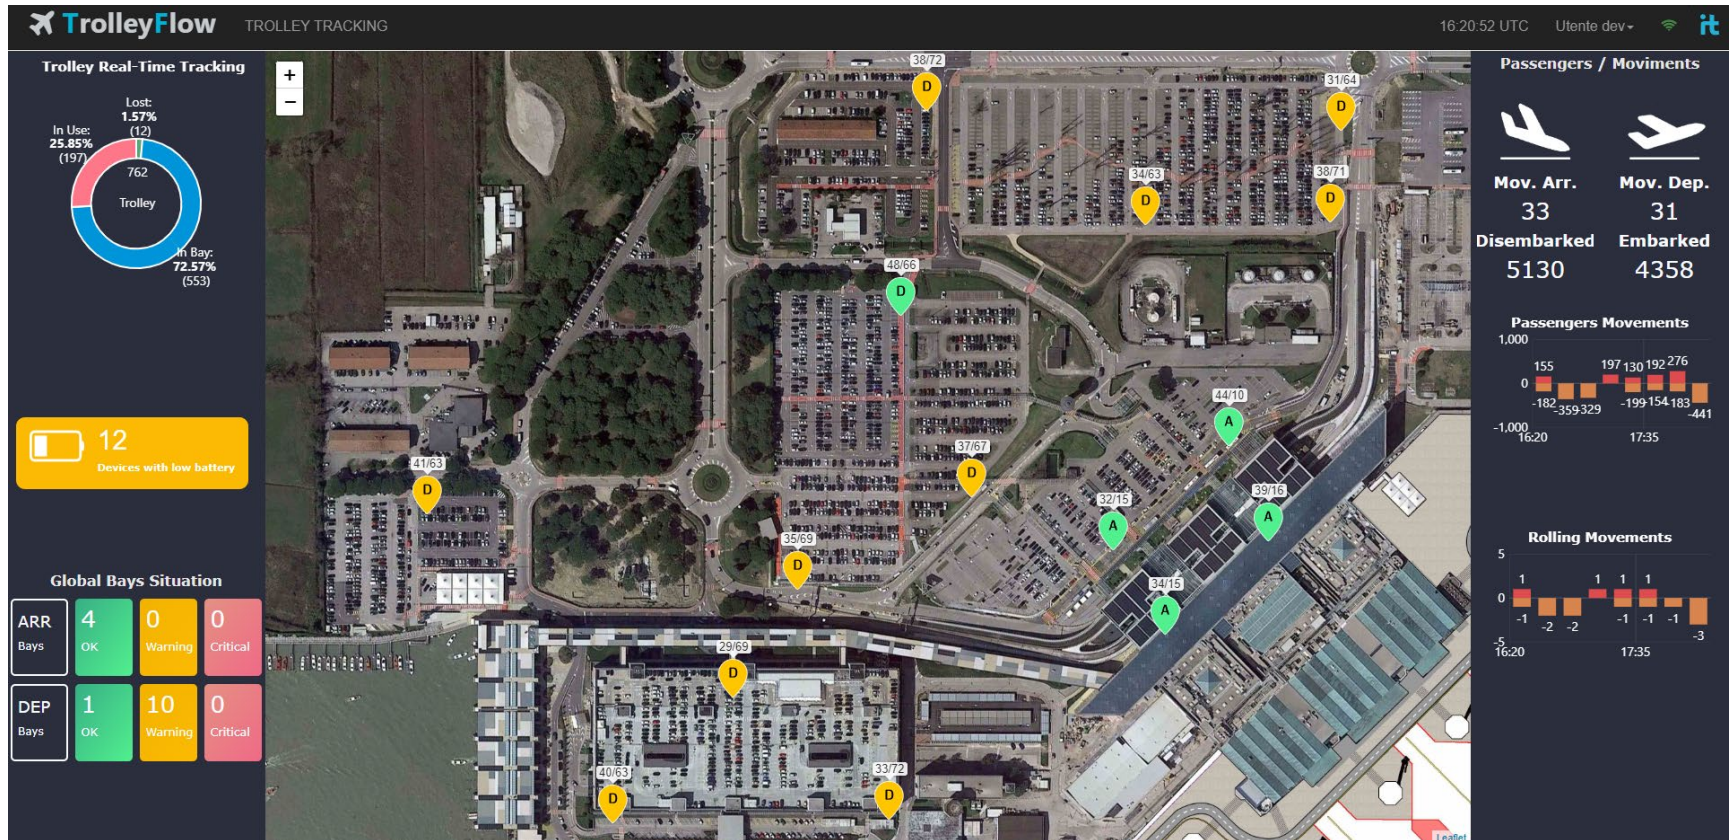 TrolleyFlow TROLLEY TRACKING 16:20:52 UTC Utente dev it
Trolley Real-Time Tracking
Lost:
1.57%
(12)
In Use:
25.85%
(197)
762
Trolley
In Bay:
72.57%
(553)
12
Devices with low battery
Global Bays Situation
ARR
Bays
4
OK
0
Warning
0
Critical
DEP
Bays
1
OK
10
Warning
0
Critical
+
−
38/72
D
31/64
D
34/63
D
38/71
D
48/66
D
44/10
A
41/63
D
37/67
D
32/15
A
39/16
A
35/69
D
34/15
A
29/69
D
40/63
D
33/72
D
Leaflet
Passengers / Moviments
Mov. Arr. Mov. Dep.
33 31
Disembarked Embarked
5130 4358
Passengers Movements
1,000
155 197 130 192 276
0
-182 -359 -329 -199 -154 -183 -441
-1,000
16:20 17:35
Rolling Movements
5
1 1 1 1
0
-1 -2 -2 -1 -1 -1 -3
-5
16:20 17:35